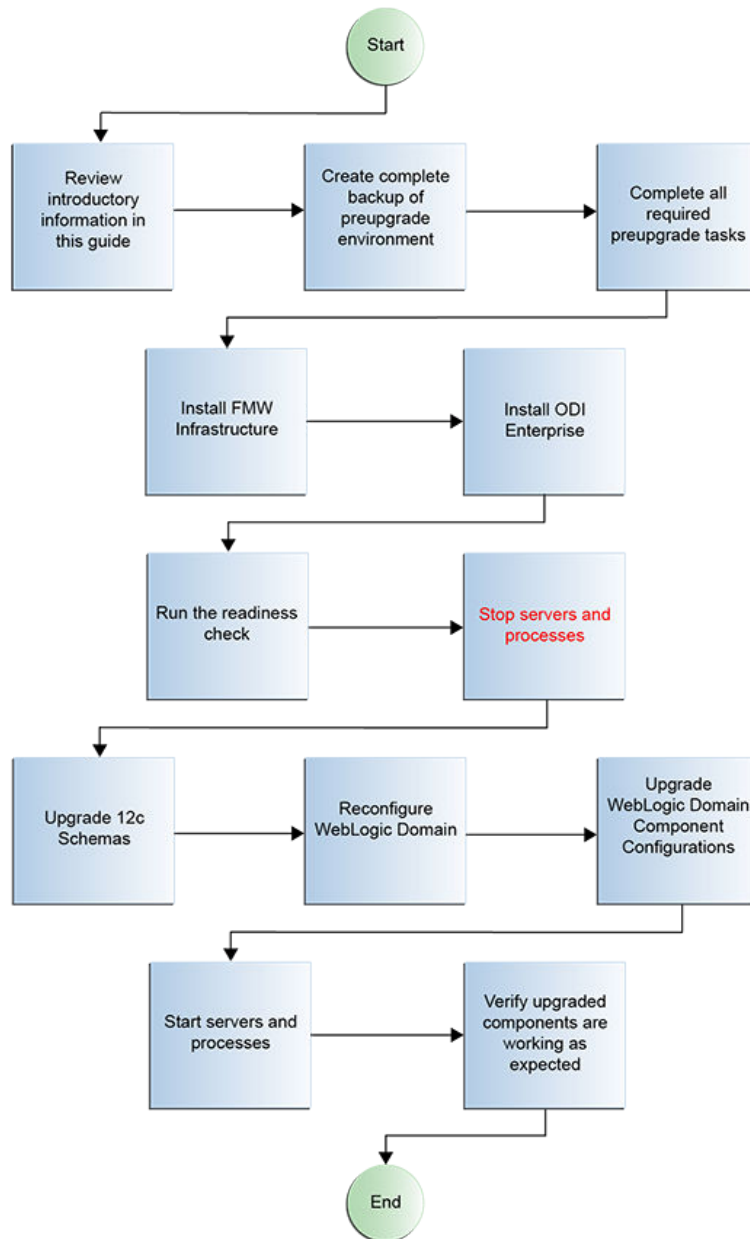 Start
Review
introductory
information in
this guide
Create complete
backup of
preupgrade
environment
Complete all
required
preupgrade tasks
Install FMW
Infrastructure
Install ODI
Enterprise
Run the readiness
check
Stop servers and
processes
Upgrade 12c
Schemas
Reconfigure
WebLogic Domain
Upgrade
WebLogic Domain
Component
Configurations
Start servers and
processes
Verify upgraded
components are
working as
expected
End